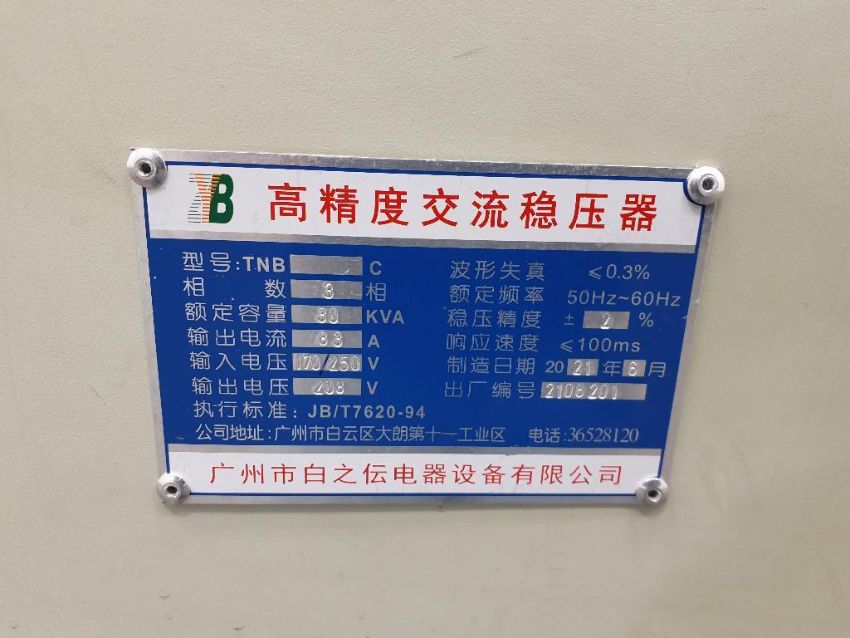 YB 高精度交流稳压器
型号:TNB C
相数 3 相
额定容量 30 KVA
输出电流 83 A
输入电压 170/250 V
输出电压 208 V
执行标准: JB/T7620-94
波形失真 ≤0.3%
额定频率 50Hz~60Hz
稳压精度 ± 2 %
响应速度 ≤100ms
制造日期 2021年6月
出厂编号 2106201
公司地址:广州市白云区大朗第十一工业区 电话:36528120
广州市白之伝电器设备有限公司